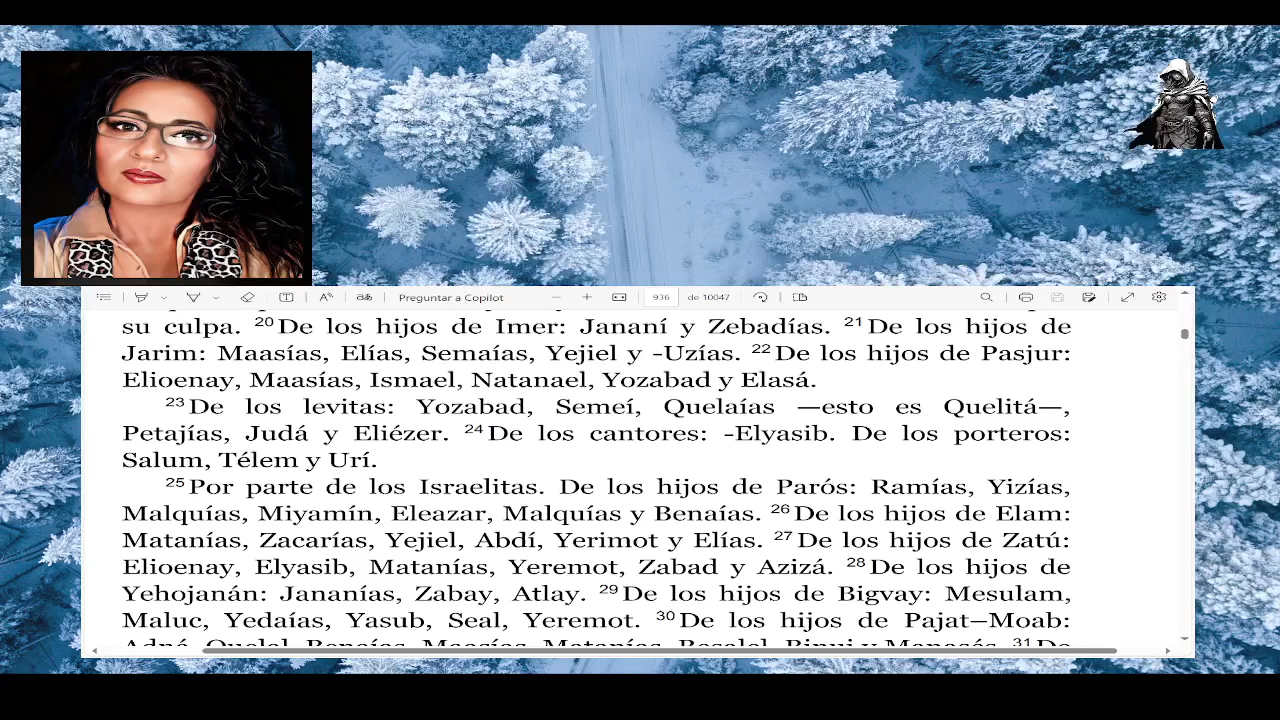 Preguntar a Copilot 936 de 10047
su culpa. 20 De los hijos de Imer: Jananí y Zebadías. 21 De los hijos de
Jarim: Maasías, Elías, Semaías, Yejiel y -Uzías. 22 De los hijos de Pasjur:
Elioenay, Maasías, Ismael, Natanael, Yozabad y Elasá.
23 De los levitas: Yozabad, Semeí, Quelaías —esto es Quelitá—,
Petajías, Judá y Eliézer. 24 De los cantores: -Elyasib. De los porteros:
Salum, Télem y Urí.
25 Por parte de los Israelitas. De los hijos de Parós: Ramías, Yizías,
Malquías, Miyamín, Eleazar, Malquías y Benaías. 26 De los hijos de Elam:
Matanías, Zacarías, Yejiel, Abdí, Yerimot y Elías. 27 De los hijos de Zatú:
Elioenay, Elyasib, Matanías, Yeremot, Zabad y Azizá. 28 De los hijos de
Yehojanán: Jananías, Zabay, Atlay. 29 De los hijos de Bigvay: Mesulam,
Maluc, Yedaías, Yasub, Seal, Yeremot. 30 De los hijos de Pajat—Moab: